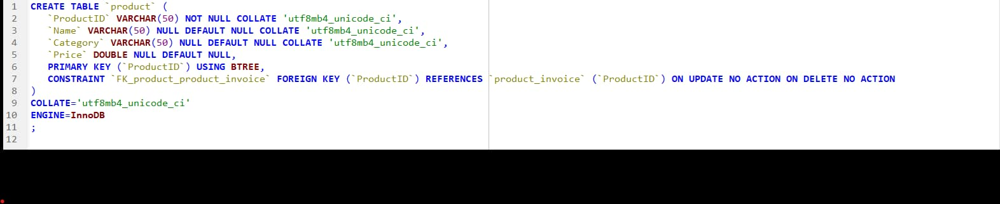 1 CREATE TABLE `product` (
2 `ProductID` VARCHAR(50) NOT NULL COLLATE 'utf8mb4_unicode_ci',
3 `Name` VARCHAR(50) NULL DEFAULT NULL COLLATE 'utf8mb4_unicode_ci',
4 `Category` VARCHAR(50) NULL DEFAULT NULL COLLATE 'utf8mb4_unicode_ci',
5 `Price` DOUBLE NULL DEFAULT NULL,
6 PRIMARY KEY (`ProductID`) USING BTREE,
7 CONSTRAINT `FK_product_product_invoice` FOREIGN KEY (`ProductID`) REFERENCES `product_invoice` (`ProductID`) ON UPDATE NO ACTION ON DELETE NO ACTION
8 )
9 COLLATE='utf8mb4_unicode_ci'
10 ENGINE=InnoDB
11 ;
12